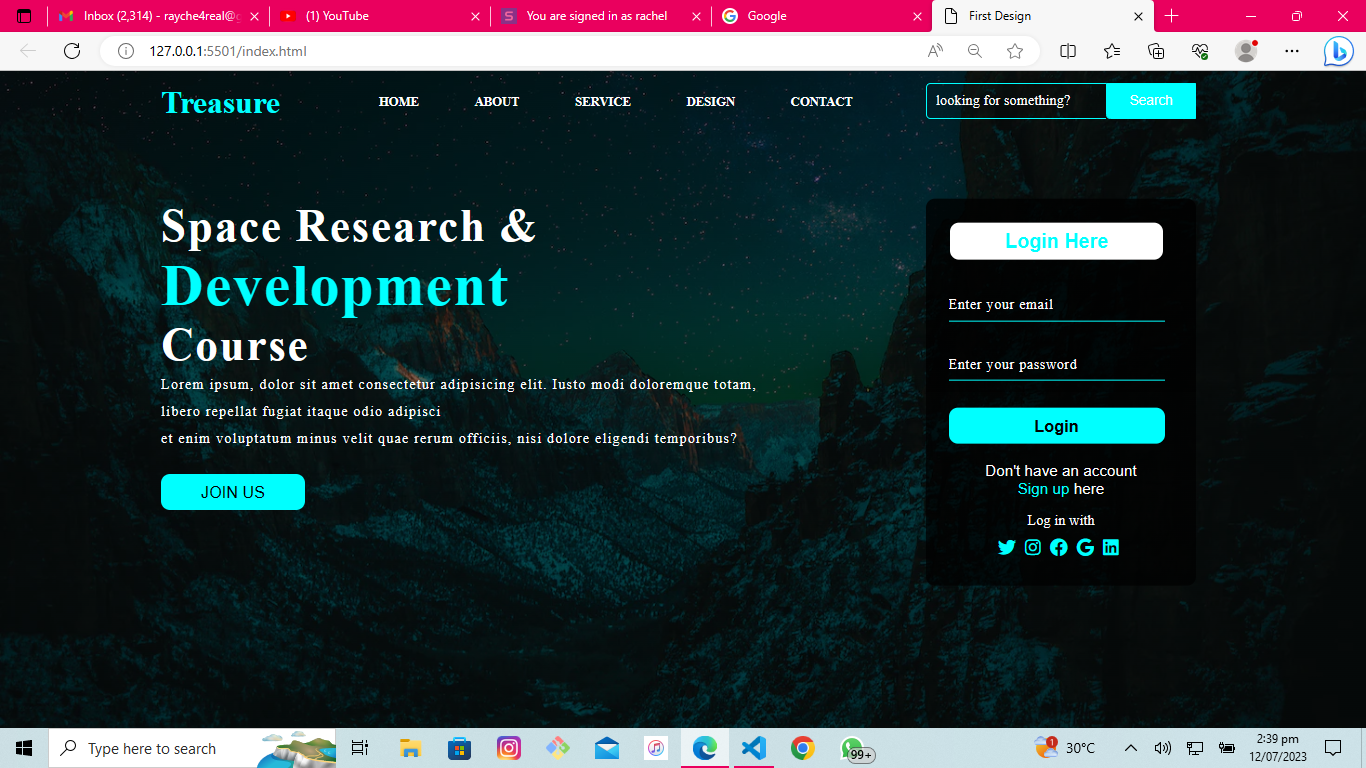 Inbox (2,314) - rayche4real@g
(1) YouTube
You are signed in as rachel
Google
First Design
127.0.0.1:5501/index.html
Treasure
HOME
ABOUT
SERVICE
DESIGN
CONTACT
looking for something?
Search
Space Research &
Development
Course
Lorem ipsum, dolor sit amet consectetur adipisicing elit. Iusto modi doloremque totam,
libero repellat fugiat itaque odio adipisci
et enim voluptatum minus velit quae rerum officiis, nisi dolore eligendi temporibus?
JOIN US
Login Here
Enter your email
Enter your password
Login
Don't have an account
Sign up here
Log in with
Type here to search
99+
1
30°C
2:39 pm
12/07/2023